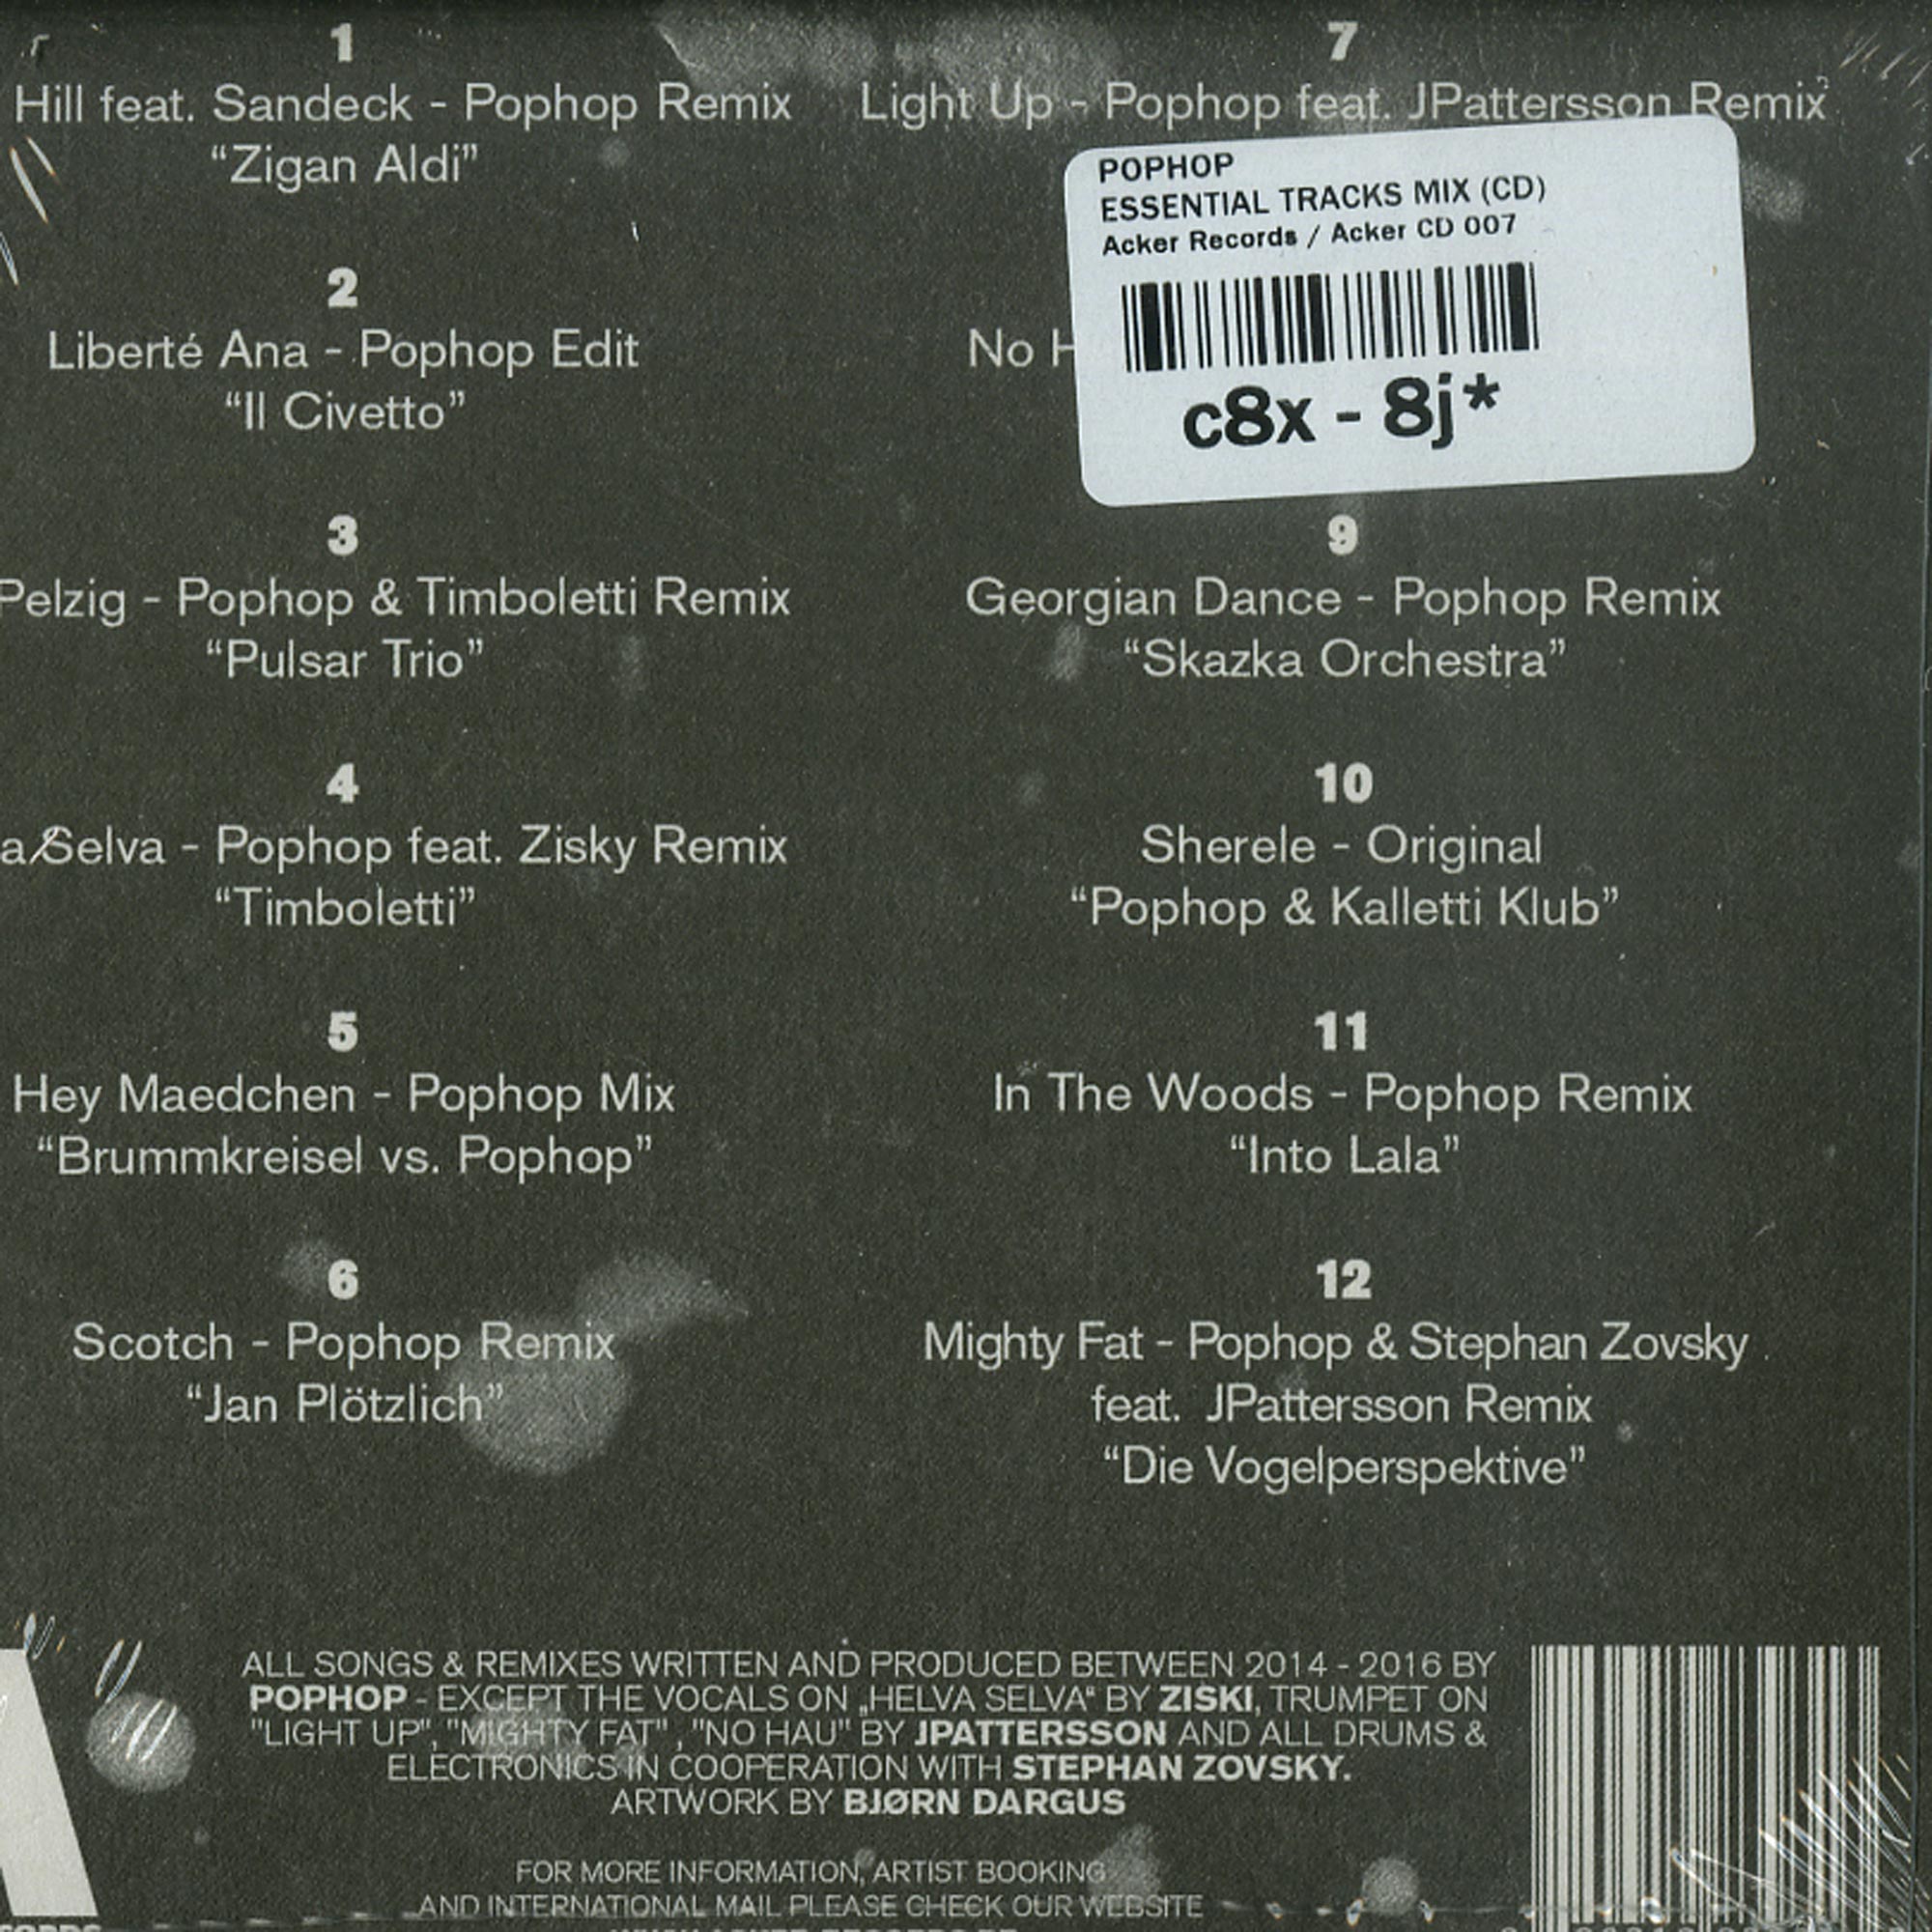 1
Hill feat. Sandeck - Pophop Remix
“Zigan Aldi”
2
Liberté Ana - Pophop Edit
“Il Civetto”
3
Pelzig - Pophop & Timboletti Remix
“Pulsar Trio”
4
a Selva - Pophop feat. Zisky Remix
“Timboletti”
5
Hey Maedchen - Pophop Mix
“Brummkreisel vs. Pophop”
6
Scotch - Pophop Remix
“Jan Plötzlich”
7
Light Up - Pophop feat. JPattersson Remix
POPHOP
ESSENTIAL TRACKS MIX (CD)
Acker Records / Acker CD 007
c8x - 8j*
No H
9
Georgian Dance - Pophop Remix
“Skazka Orchestra”
10
Sherele - Original
“Pophop & Kalletti Klub”
11
In The Woods - Pophop Remix
“Into Lala”
12
Mighty Fat - Pophop & Stephan Zovsky
feat. JPattersson Remix
“Die Vogelperspektive”
ALL SONGS & REMIXES WRITTEN AND PRODUCED BETWEEN 2014 - 2016 BY
POPHOP - EXCEPT THE VOCALS ON „HELVA SELVA“ BY ZISKI, TRUMPET ON
"LIGHT UP", "MIGHTY FAT" , "NO HAU" BY JPATTERSSON AND ALL DRUMS &
ELECTRONICS IN COOPERATION WITH STEPHAN ZOVSKY.
ARTWORK BY BJØRN DARGUS
FOR MORE INFORMATION, ARTIST BOOKING
AND INTERNATIONAL MAIL PLEASE CHECK OUR WEBSITE